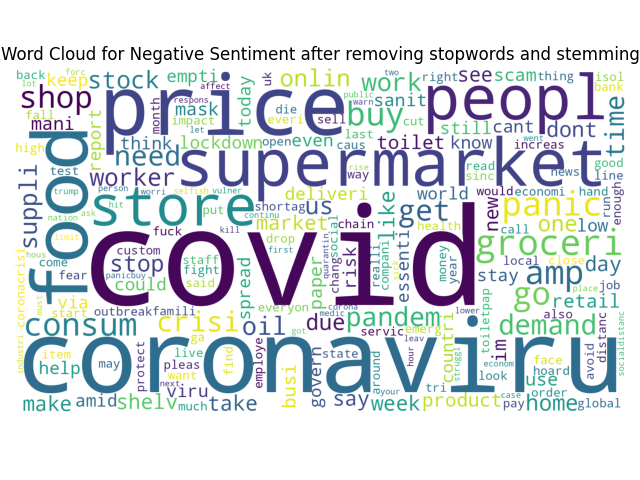 Word Cloud for Negative Sentiment after removing stopwords and stemming
back
forc
lot
keep
stock
empti
uk
onlin
two
work
right
see
scam
thing
isol
bank
shop
price
affect
today
public
warn
sanit
peopl
fall
mani
month
respons
mask
impact
die
everi
sell
buy
cut
still
cant
dont
increas
time
high
report
let
think
lockdown
open
even
caus
last
toilet
know
went
news
good
line
test
need
supermarket
way
rise
read
sinc
suppli
food
trump
worker
person
worri
selfish
vulner
deliveri
world
would
economi
hand
run
enough
nation
ask
hit
store
put
continu
us
like
get
new
panic
one
low
limit
fuck
kill
market
chain
social
chang
health
call
hous
come
custom
staff
drop
risk
realli
compani
essenti
groceri
local
close
day
fear
panicbuy
stop
fight
first
quarantin
money
year
stay
job
covid
could
said
spread
everyon
paper
go
amp
place
coronacrisi
industri
must
via
start
outbreak
famili
shortag
corona
medic
retail
also
consum
crisi
oil
due
pandem
lower
toiletpap
demand
ga
servic
emerg
countri
im
distanc
socialdistanc
item
help
may
protect
live
pleas
want
find
employe
state
got
coronaviru
around
hour
leav
struggl
tri
econom
look
face
hoard
use
avoid
next
viru
busi
govern
your
case
order
make
amid
shelv
much
take
say
week
product
pay
home
global